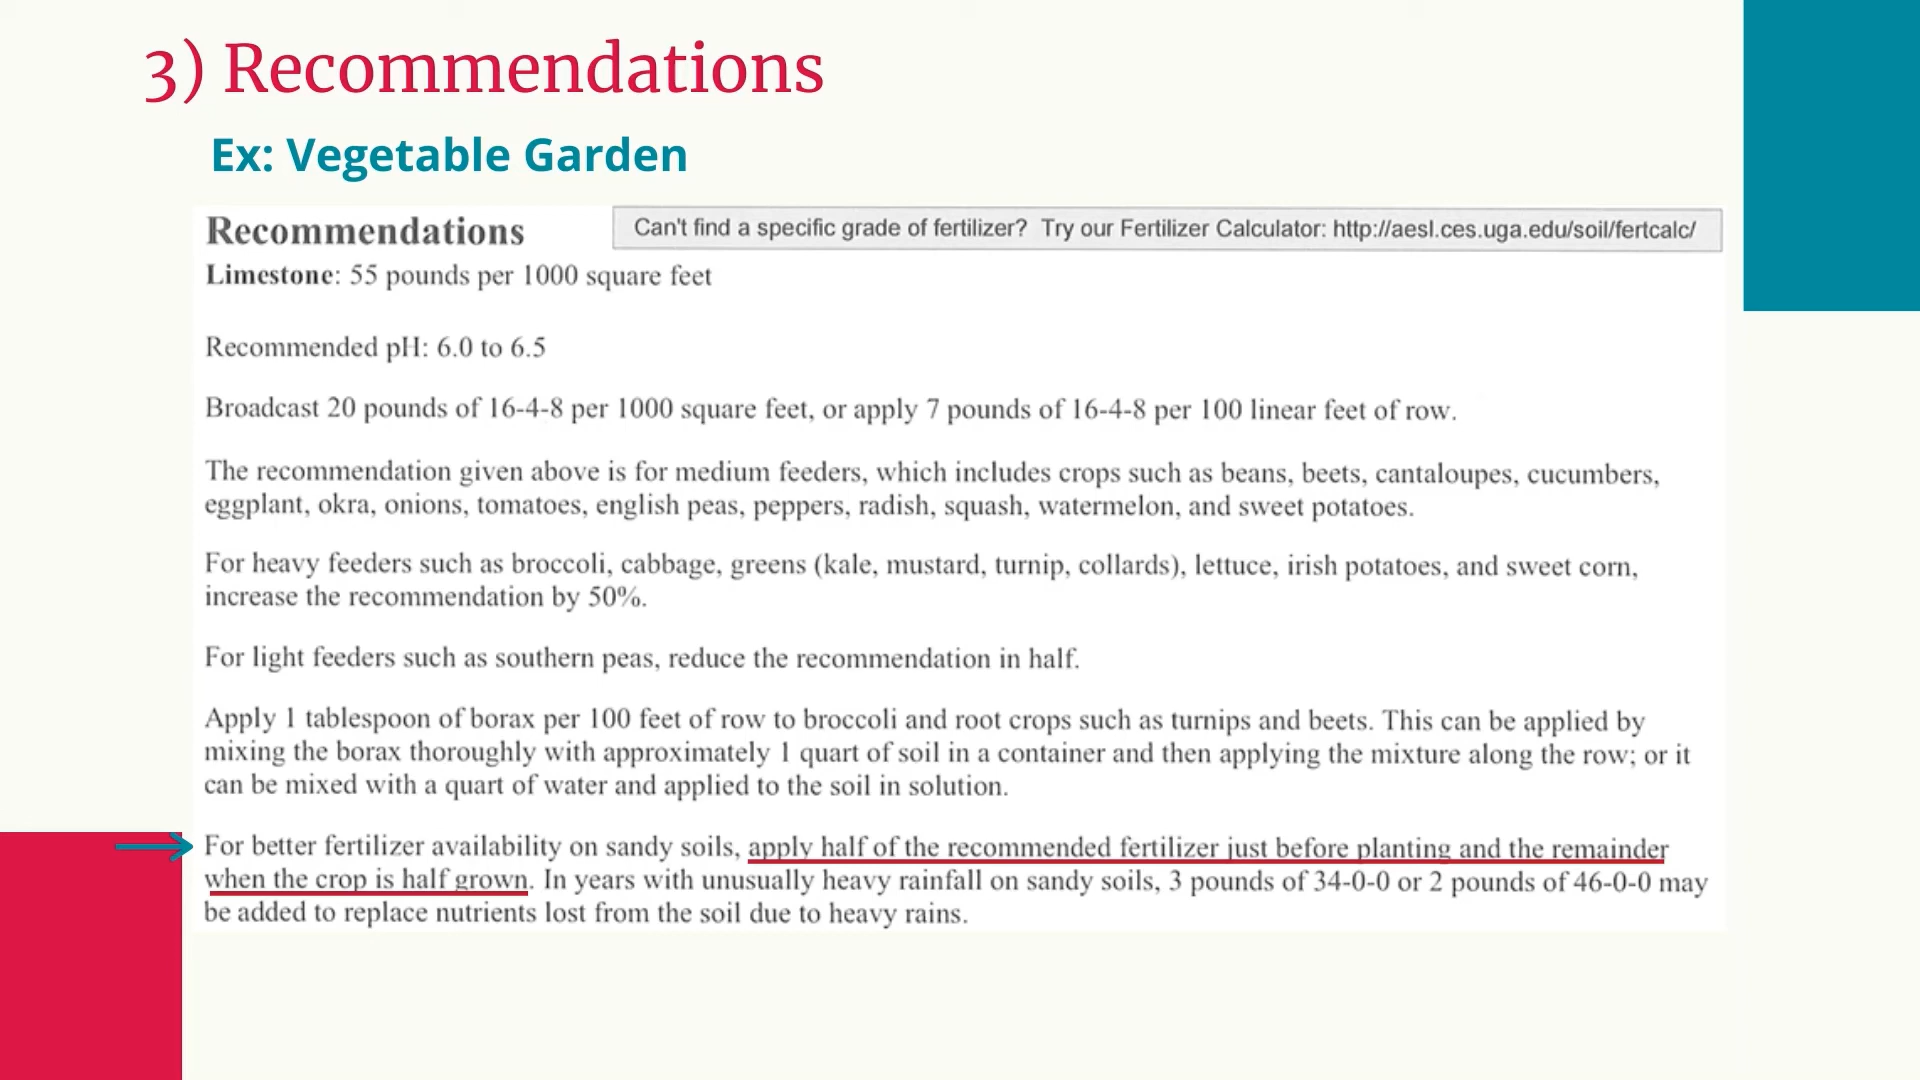 3) Recommendations
Ex: Vegetable Garden
Recommendations
Can't find a specific grade of fertilizer? Try our Fertilizer Calculator: http://aesl.ces.uga.edu/soil/fertcalc/
Limestone: 55 pounds per 1000 square feet
Recommended pH: 6.0 to 6.5
Broadcast 20 pounds of 16-4-8 per 1000 square feet, or apply 7 pounds of 16-4-8 per 100 linear feet of row.
The recommendation given above is for medium feeders, which includes crops such as beans, beets, cantaloupes, cucumbers,
eggplant, okra, onions, tomatoes, english peas, peppers, radish, squash, watermelon, and sweet potatoes.
For heavy feeders such as broccoli, cabbage, greens (kale, mustard, turnip, collards), lettuce, irish potatoes, and sweet corn,
increase the recommendation by 50%.
For light feeders such as southern peas, reduce the recommendation in half.
Apply 1 tablespoon of borax per 100 feet of row to broccoli and root crops such as turnips and beets. This can be applied by
mixing the borax thoroughly with approximately 1 quart of soil in a container and then applying the mixture along the row; or it
can be mixed with a quart of water and applied to the soil in solution.
For better fertilizer availability on sandy soils, apply half of the recommended fertilizer just before planting and the remainder
when the crop is half grown. In years with unusually heavy rainfall on sandy soils, 3 pounds of 34-0-0 or 2 pounds of 46-0-0 may
be added to replace nutrients lost from the soil due to heavy rains.